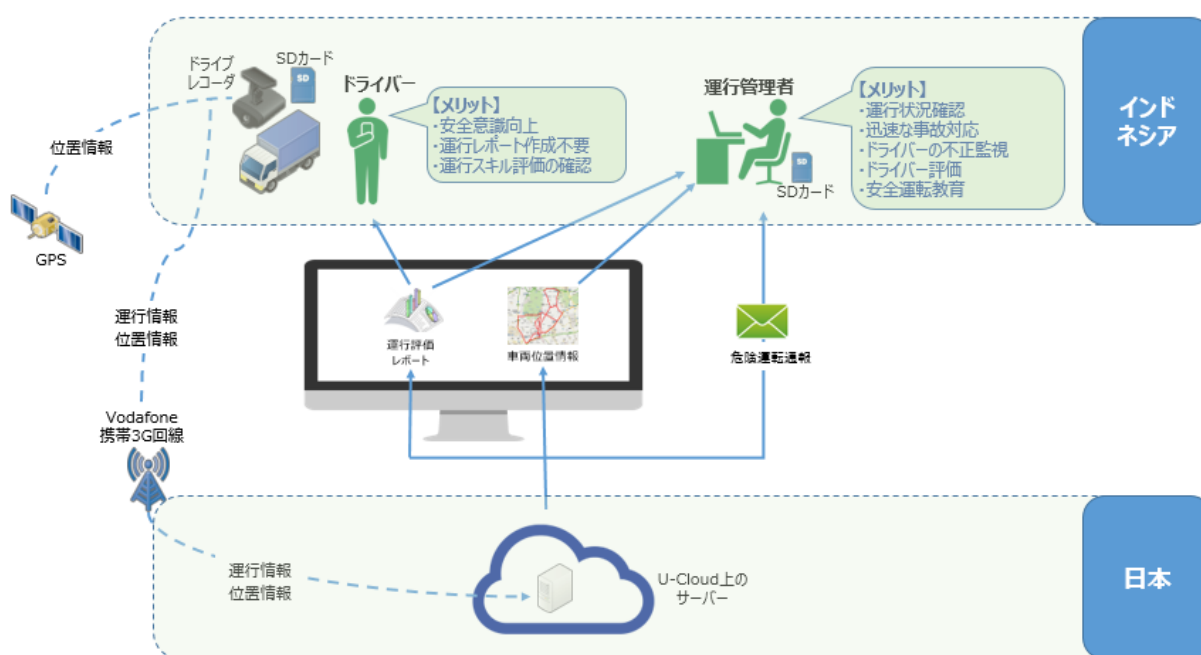 ドライブ
レコーダ
SDカード
SD
ドライバー
【メリット】
・安全意識向上
・運行レポート作成不要
・運行スキル評価の確認
運行管理者
SD
SDカード
【メリット】
・運行状況確認
・迅速な事故対応
・ドライバーの不正監視
・ドライバー評価
・安全運転教育
インド
ネシア
位置情報
GPS
運行情報
位置情報
運行評価
レポート
車両位置情報
危険運転通報
Vodafone
携帯3G回線
運行情報
位置情報
U-Cloud上の
サーバー
日本